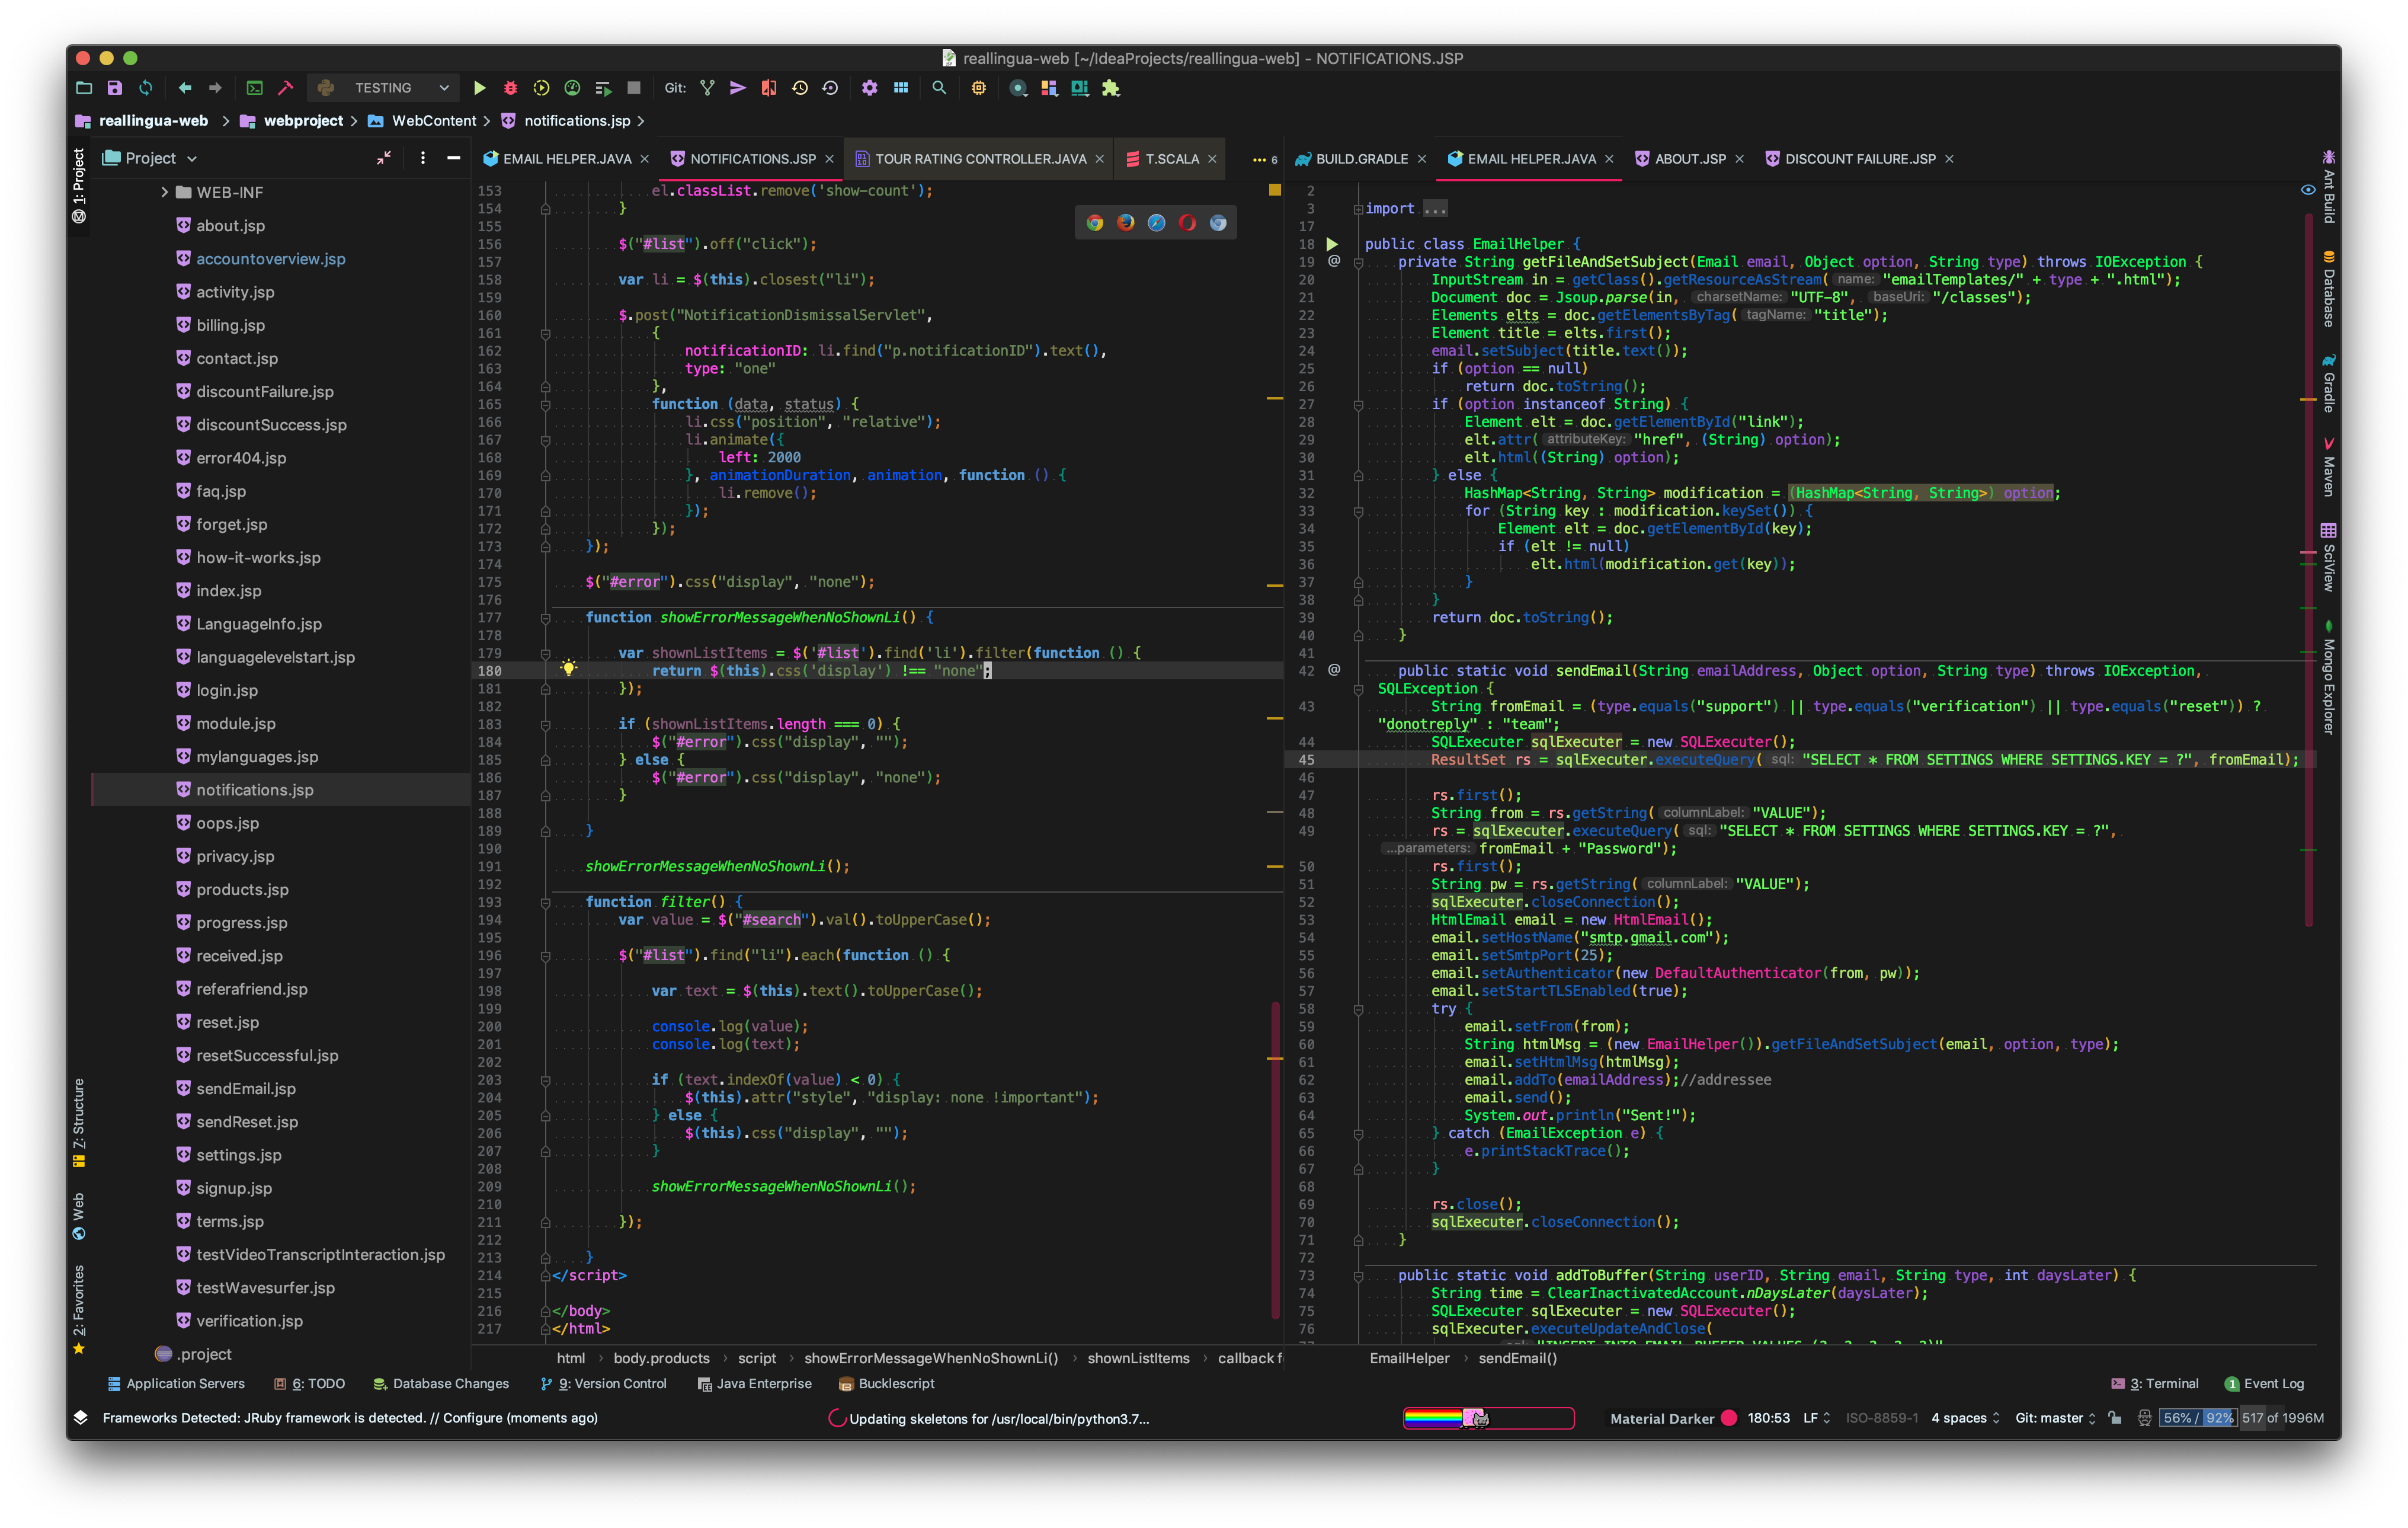 reallingua-web [~/IdeaProjects/reallingua-web] - NOTIFICATIONS.JSP
TESTING
Git:
reallingua-web
webproject
WebContent
notifications.jsp
1: Project
7: Structure
Web
2: Favorites
Project
WEB-INF
about.jsp
accountoverview.jsp
activity.jsp
billing.jsp
contact.jsp
discountFailure.jsp
discountSuccess.jsp
error404.jsp
faq.jsp
forget.jsp
how-it-works.jsp
index.jsp
LanguageInfo.jsp
languagelevelstart.jsp
login.jsp
module.jsp
mylanguages.jsp
notifications.jsp
oops.jsp
privacy.jsp
products.jsp
progress.jsp
received.jsp
referafriend.jsp
reset.jsp
resetSuccessful.jsp
sendEmail.jsp
sendReset.jsp
settings.jsp
signup.jsp
terms.jsp
testVideoTranscriptInteraction.jsp
testWavesurfer.jsp
verification.jsp
.project
EMAIL HELPER.JAVA
NOTIFICATIONS.JSP
TOUR RATING CONTROLLER.JAVA
T.SCALA
6
153 el.classList.remove('show-count');
154 }
155
156 $("#list").off("click");
157
158 var li = $(this).closest("li");
159
160 $.post("NotificationDismissalServlet",
161 {
162 notificationID: li.find("p.notificationID").text(),
163 type: "one"
164 },
165 function (data, status) {
166 li.css("position", "relative");
167 li.animate({
168 left: 2000
169 }, animationDuration, animation, function () {
170 li.remove();
171 });
172 });
173 });
174
175 $("#error").css("display", "none");
176
177 function showErrorMessageWhenNoShownLi() {
178
179 var shownListItems = $('#list').find('li').filter(function () {
180 return $(this).css('display') !== "none";
181 });
182
183 if (shownListItems.length === 0) {
184 $("#error").css("display", "");
185 } else {
186 $("#error").css("display", "none");
187 }
188
189 }
190
191 showErrorMessageWhenNoShownLi();
192
193 function filter() {
194 var value = $("#search").val().toUpperCase();
195
196 $("#list").find("li").each(function () {
197
198 var text = $(this).text().toUpperCase();
199
200 console.log(value);
201 console.log(text);
202
203 if (text.indexOf(value) < 0) {
204 $(this).attr("style", "display: none !important");
205 } else {
206 $(this).css("display", "");
207 }
208
209 showErrorMessageWhenNoShownLi();
210
211 });
212
213 }
214 </script>
215
216 </body>
217 </html>
html
body.products
script
showErrorMessageWhenNoShownLi()
shownListItems
callback f
BUILD.GRADLE
EMAIL HELPER.JAVA
ABOUT.JSP
DISCOUNT FAILURE.JSP
2
3 import ...
17
18 public class EmailHelper {
19 @ private String getFileAndSetSubject(Email email, Object option, String type) throws IOException {
20 InputStream in = getClass().getResourceAsStream( name: "emailTemplates/" + type + ".html");
21 Document doc = Jsoup.parse(in, charsetName: "UTF-8", baseUri: "/classes");
22 Elements elts = doc.getElementsByTag( tagName: "title");
23 Element title = elts.first();
24 email.setSubject(title.text());
25 if (option == null)
26 return doc.toString();
27 if (option instanceof String) {
28 Element elt = doc.getElementById("link");
29 elt.attr( attributeKey: "href", (String) option);
30 elt.html((String) option);
31 } else {
32 HashMap<String, String> modification = (HashMap<String, String>) option;
33 for (String key : modification.keySet()) {
34 Element elt = doc.getElementById(key);
35 if (elt != null)
36 elt.html(modification.get(key));
37 }
38 }
39 return doc.toString();
40 }
41
42 @ public static void sendEmail(String emailAddress, Object option, String type) throws IOException,
SQLException {
43 String fromEmail = (type.equals("support") || type.equals("verification") || type.equals("reset")) ?
"donotreply" : "team";
44 SQLExecuter sqlExecuter = new SQLExecuter();
45 ResultSet rs = sqlExecuter.executeQuery( sql: "SELECT * FROM SETTINGS WHERE SETTINGS.KEY = ?", fromEmail);
46
47 rs.first();
48 String from = rs.getString( columnLabel: "VALUE");
49 rs = sqlExecuter.executeQuery( sql: "SELECT * FROM SETTINGS WHERE SETTINGS.KEY = ?",
...parameters: fromEmail + "Password");
50 rs.first();
51 String pw = rs.getString( columnLabel: "VALUE");
52 sqlExecuter.closeConnection();
53 HtmlEmail email = new HtmlEmail();
54 email.setHostName("smtp.gmail.com");
55 email.setSmtpPort(25);
56 email.setAuthenticator(new DefaultAuthenticator(from, pw));
57 email.setStartTLSEnabled(true);
58 try {
59 email.setFrom(from);
60 String htmlMsg = (new EmailHelper()).getFileAndSetSubject(email, option, type);
61 email.setHtmlMsg(htmlMsg);
62 email.addTo(emailAddress);//addressee
63 email.send();
64 System.out.println("Sent!");
65 } catch (EmailException e) {
66 e.printStackTrace();
67 }
68
69 rs.close();
70 sqlExecuter.closeConnection();
71 }
72
73 public static void addToBuffer(String userID, String email, String type, int daysLater) {
74 String time = ClearInactivatedAccount.nDaysLater(daysLater);
75 SQLExecuter sqlExecuter = new SQLExecuter();
76 sqlExecuter.executeUpdateAndClose(
EmailHelper
sendEmail()
Ant Build
Database
Gradle
Maven
SciView
Mongo Explorer
Application Servers
6: TODO
Database Changes
9: Version Control
Java Enterprise
Bucklescript
3: Terminal
1 Event Log
Frameworks Detected: JRuby framework is detected. // Configure (moments ago)
Updating skeletons for /usr/local/bin/python3.7...
Material Darker
180:53
LF
ISO-8859-1
4 spaces
Git: master
56% / 92%
517 of 1996M